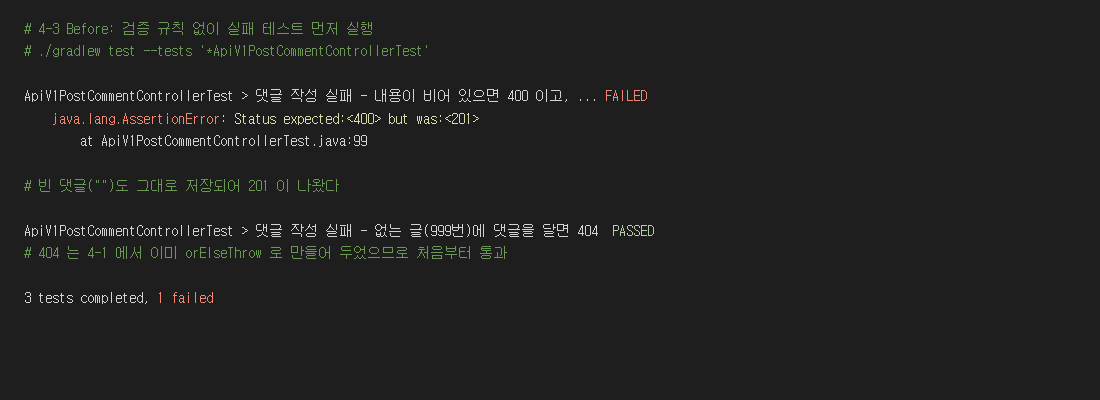 # 4-3 Before: 검증 규칙 없이 실패 테스트 먼저 실행
# ./gradlew test --tests '*ApiV1PostCommentControllerTest'
ApiV1PostCommentControllerTest > 댓글 작성 실패 - 내용이 비어 있으면 400 이고, ... FAILED
java.lang.AssertionError: Status expected:<400> but was:<201>
at ApiV1PostCommentControllerTest.java:99
# 빈 댓글("")도 그대로 저장되어 201 이 나왔다
ApiV1PostCommentControllerTest > 댓글 작성 실패 - 없는 글(999번)에 댓글을 달면 404 PASSED
# 404 는 4-1 에서 이미 orElseThrow 로 만들어 두었으므로 처음부터 통과
3 tests completed, 1 failed